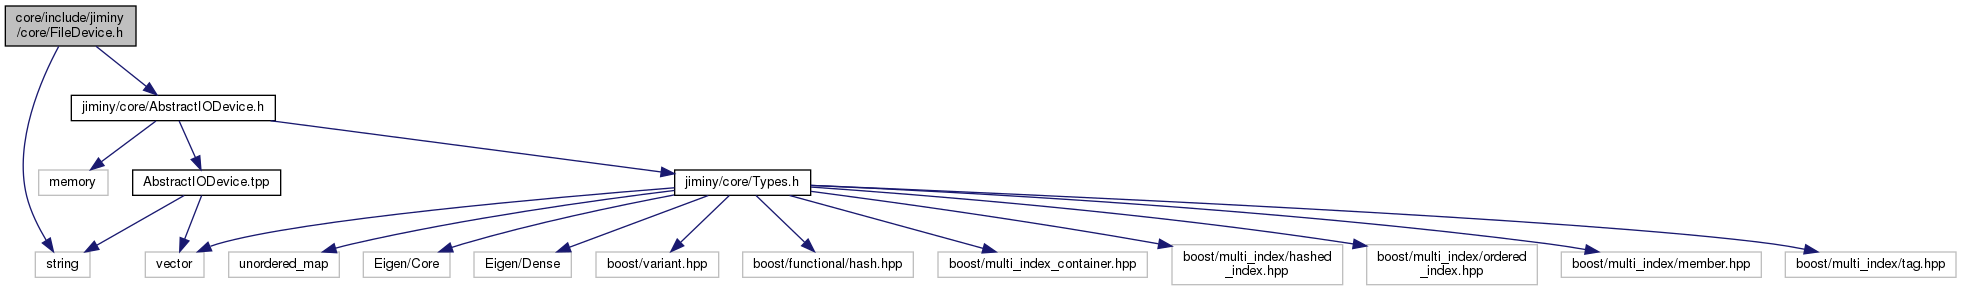 core/include/jiminy
/core/FileDevice.h
jiminy/core/AbstractIODevice.h
memory
AbstractIODevice.tpp
jiminy/core/Types.h
string
vector
unordered_map
Eigen/Core
Eigen/Dense
boost/variant.hpp
boost/functional/hash.hpp
boost/multi_index_container.hpp
boost/multi_index/hashed
_index.hpp
boost/multi_index/ordered
_index.hpp
boost/multi_index/member.hpp
boost/multi_index/tag.hpp